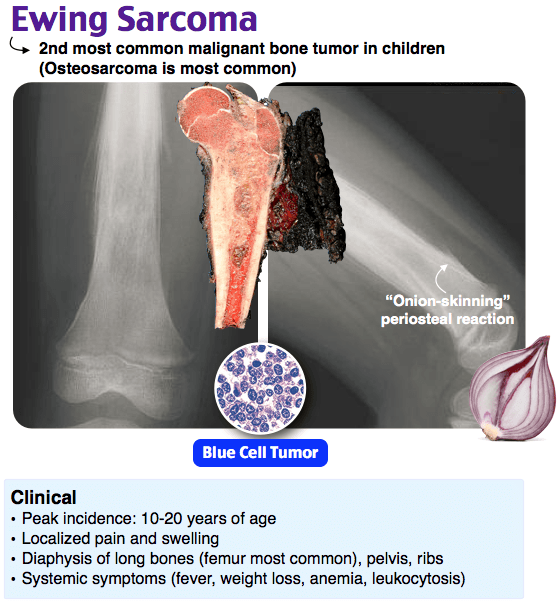 Ewing Sarcoma
2nd most common malignant bone tumor in children
(Osteosarcoma is most common)
“Onion-skinning”
periosteal reaction
Blue Cell Tumor
Clinical
• Peak incidence: 10-20 years of age
• Localized pain and swelling
• Diaphysis of long bones (femur most common), pelvis, ribs
• Systemic symptoms (fever, weight loss, anemia, leukocytosis)